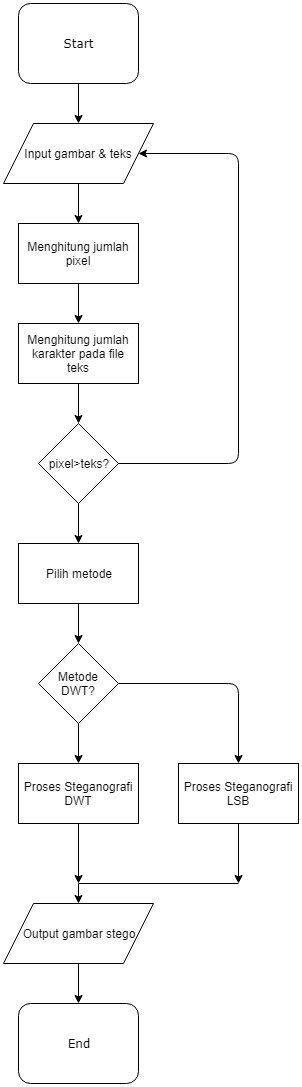 Start
Input gambar & teks
Menghitung jumlah
pixel
Menghitung jumlah
karakter pada file
teks
pixel>teks?
Pilih metode
Metode
DWT?
Proses Steganografi
DWT
Proses Steganografi
LSB
Output gambar stego
End